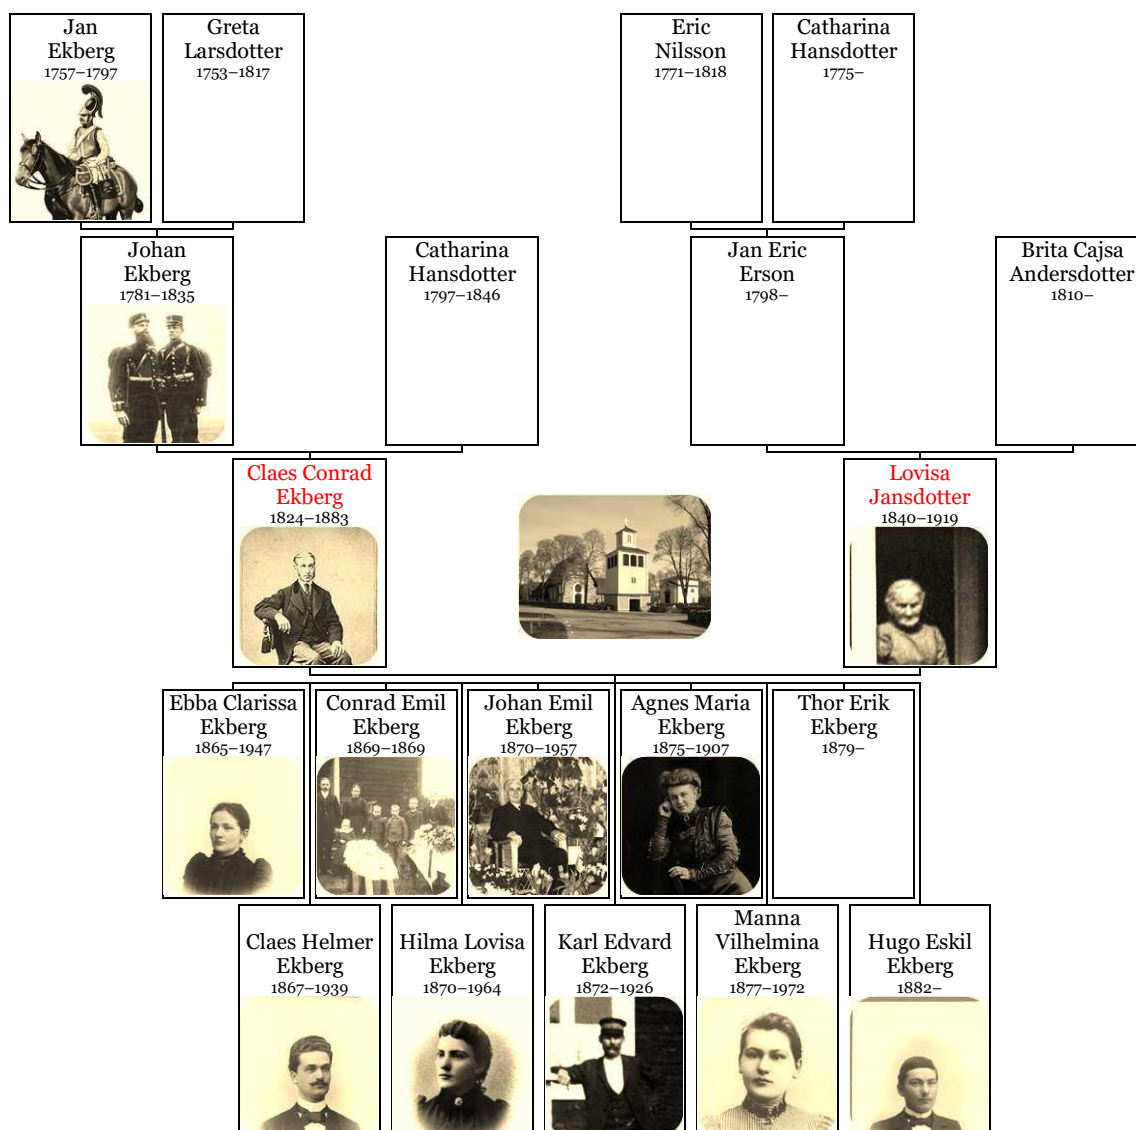 Jan
Ekberg
1757–1797
Greta
Larsdotter
1753–1817
Eric
Nilsson
1771–1818
Catharina
Hansdotter
1775–
Johan
Ekberg
1781–1835
Catharina
Hansdotter
1797–1846
Jan Eric
Erson
1798–
Brita Cajsa
Andersdotter
1810–
Claes Conrad
Ekberg
1824–1883
Lovisa
Jansdotter
1840–1919
Ebba Clarissa
Ekberg
1865–1947
Conrad Emil
Ekberg
1869–1869
Johan Emil
Ekberg
1870–1957
Agnes Maria
Ekberg
1875–1907
Thor Erik
Ekberg
1879–
Claes Helmer
Ekberg
1867–1939
Hilma Lovisa
Ekberg
1870–1964
Karl Edvard
Ekberg
1872–1926
Manna
Vilhelmina
Ekberg
1877–1972
Hugo Eskil
Ekberg
1882–